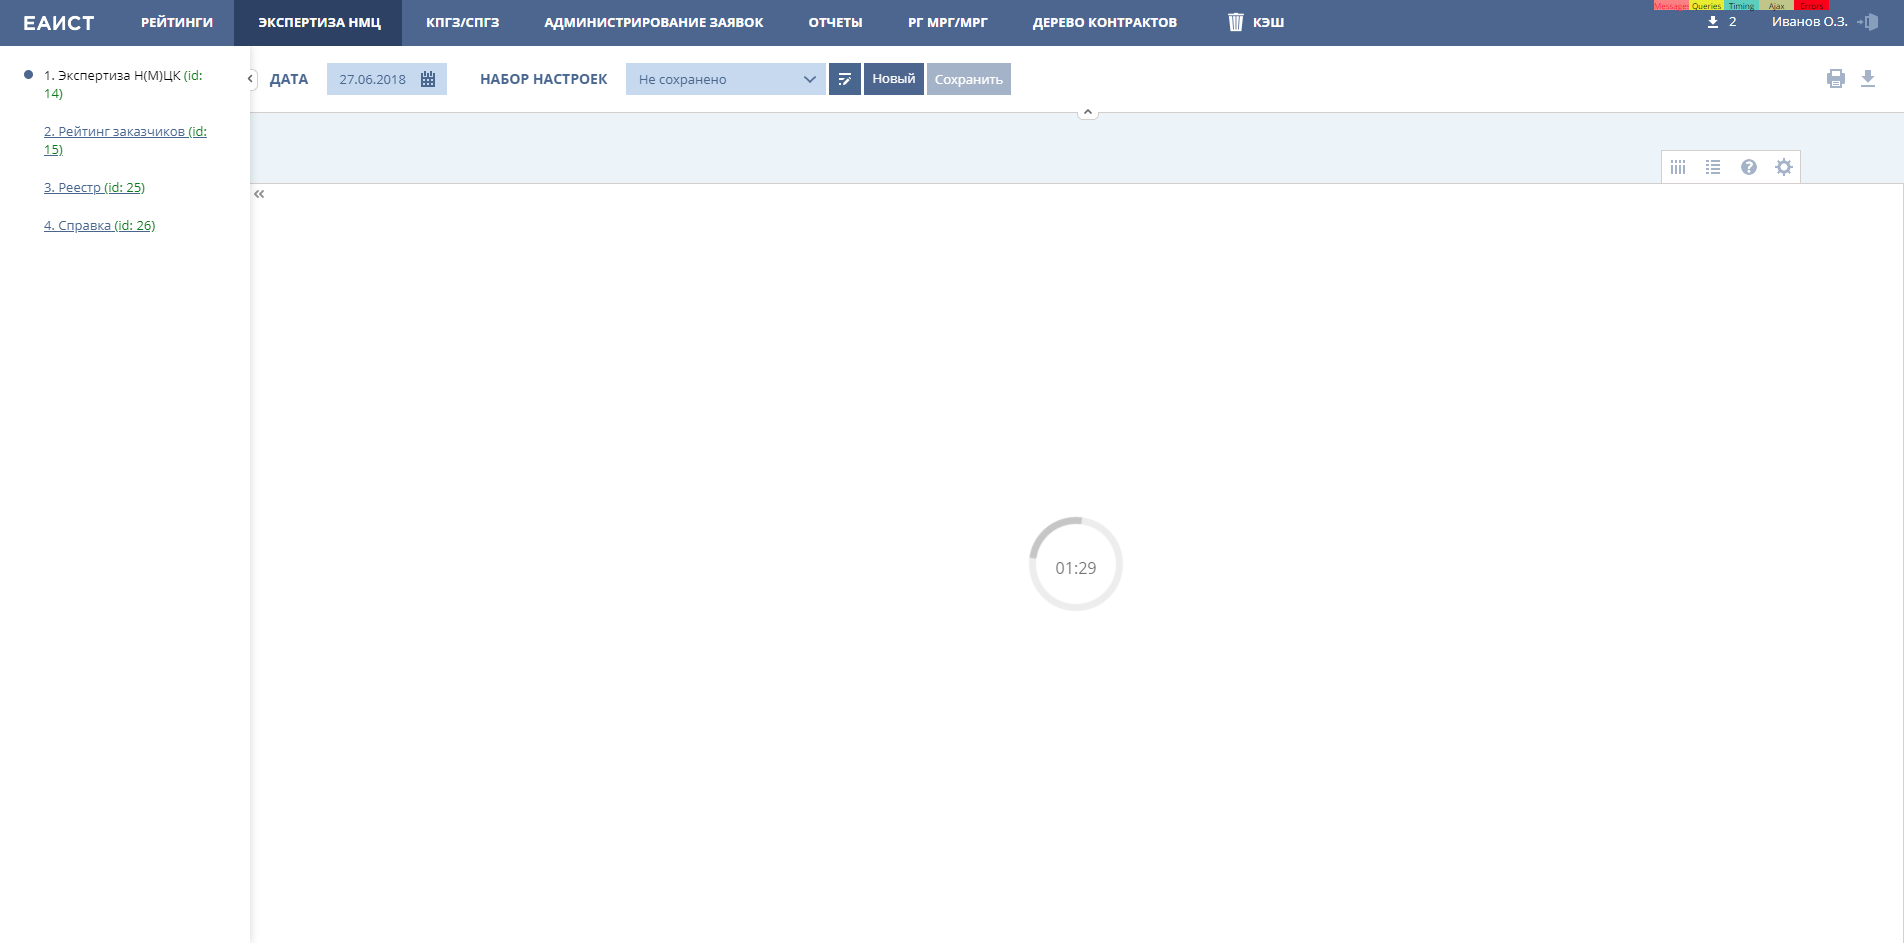 ЕАИСТ РЕЙТИНГИ ЭКСПЕРТИЗА НМЦ КПГЗ/СПГЗ АДМИНИСТРИРОВАНИЕ ЗАЯВОК ОТЧЕТЫ РГ МРГ/МРГ ДЕРЕВО КОНТРАКТОВ КЭШ
Messages Queries Timing Ajax Errors
2 Иванов О.З.
1. Экспертиза Н(М)ЦК (id:
14)
2. Рейтинг заказчиков (id:
15)
3. Реестр (id: 25)
4. Справка (id: 26)
ДАТА 27.06.2018 НАБОР НАСТРОЕК Не сохранено Новый Сохранить
01:29